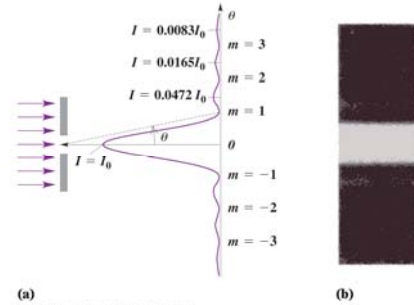 θ
I = 0.0083I₀
m = 3
I = 0.0165I₀
m = 2
I = 0.0472 I₀
m = 1
θ
0
I = I₀
m = −1
m = −2
m = −3
(a)
(b)